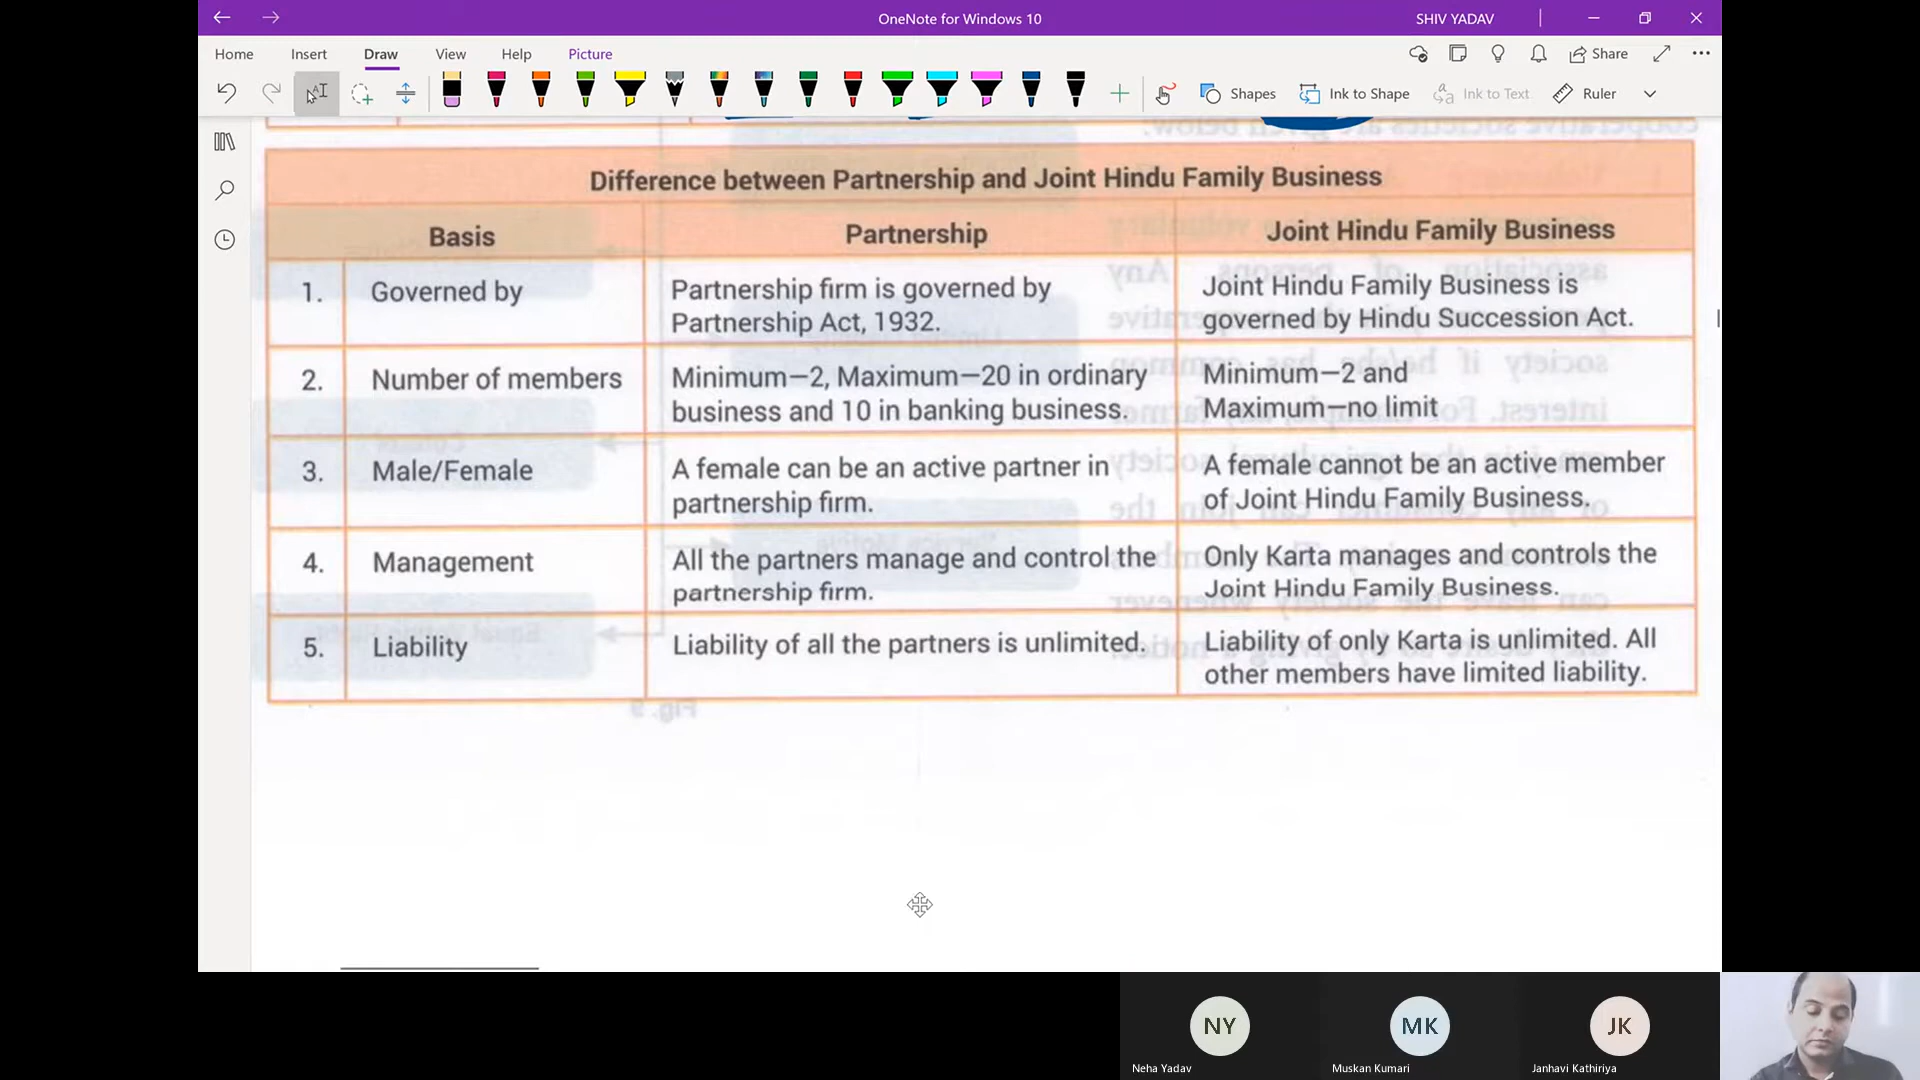 OneNote for Windows 10
SHIV YADAV
Home Insert Draw View Help Picture
Share
Shapes Ink to Shape Ink to Text Ruler
Difference between Partnership and Joint Hindu Family Business
Basis Partnership Joint Hindu Family Business
1. Governed by Partnership firm is governed by Joint Hindu Family Business is
Partnership Act, 1932. governed by Hindu Succession Act.
2. Number of members Minimum—2, Maximum—20 in ordinary Minimum—2 and
business and 10 in banking business. Maximum—no limit
3. Male/Female A female can be an active partner in A female cannot be an active member
partnership firm. of Joint Hindu Family Business.
4. Management All the partners manage and control the Only Karta manages and controls the
partnership firm. Joint Hindu Family Business.
5. Liability Liability of all the partners is unlimited. Liability of only Karta is unlimited. All
other members have limited liability.
NY MK JK
Neha Yadav Muskan Kumari Janhavi Kathiriya